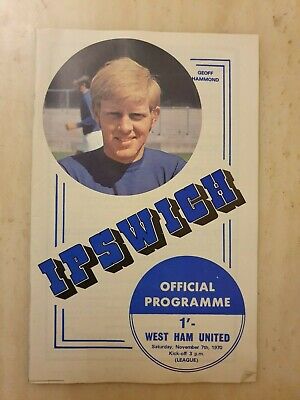 GEOFF
HAMMOND
IPSWICH
OFFICIAL
PROGRAMME
1'-
WEST HAM UNITED
Saturday, November 7th, 1970
Kick-off 3 p.m.
(LEAGUE)